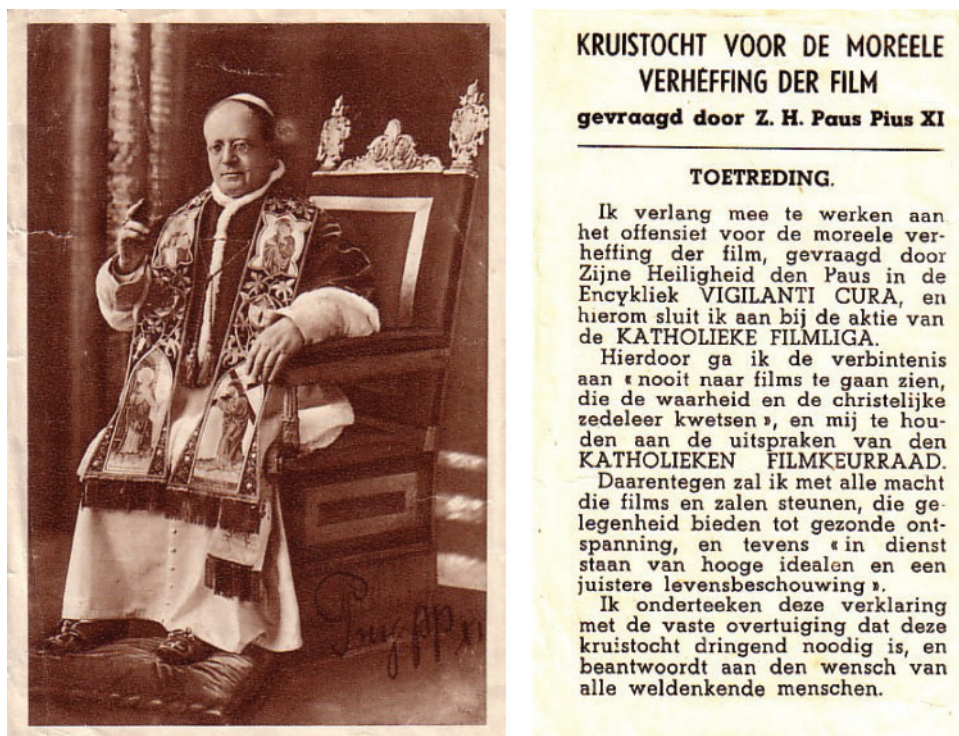 Pius PP XI
KRUISTOCHT VOOR DE MOREELE
VERHEFFING DER FILM
gevraagd door Z. H. Paus Pius XI
TOETREDING.
Ik verlang mee te werken aan
het offensief voor de moreele ver-
heffing der film, gevraagd door
Zijne Heiligheid den Paus in de
Encykliek VIGILANTI CURA, en
hierom sluit ik aan bij de aktie van
de KATHOLIEKE FILMLIGA.
Hierdoor ga ik de verbintenis
aan « nooit naar films te gaan zien,
die de waarheid en de christelijke
zedeleer kwetsen », en mij te hou-
den aan de uitspraken van den
KATHOLIEKEN FILMKEURRAAD.
Daarentegen zal ik met alle macht
die films en zalen steunen, die ge-
legenheid bieden tot gezonde ont-
spanning, en tevens « in dienst
staan van hooge idealen en een
juistere levensbeschouwing ».
Ik onderteeken deze verklaring
met de vaste overtuiging dat deze
kruistocht dringend noodig is, en
beantwoordt aan den wensch van
alle weldenkende menschen.